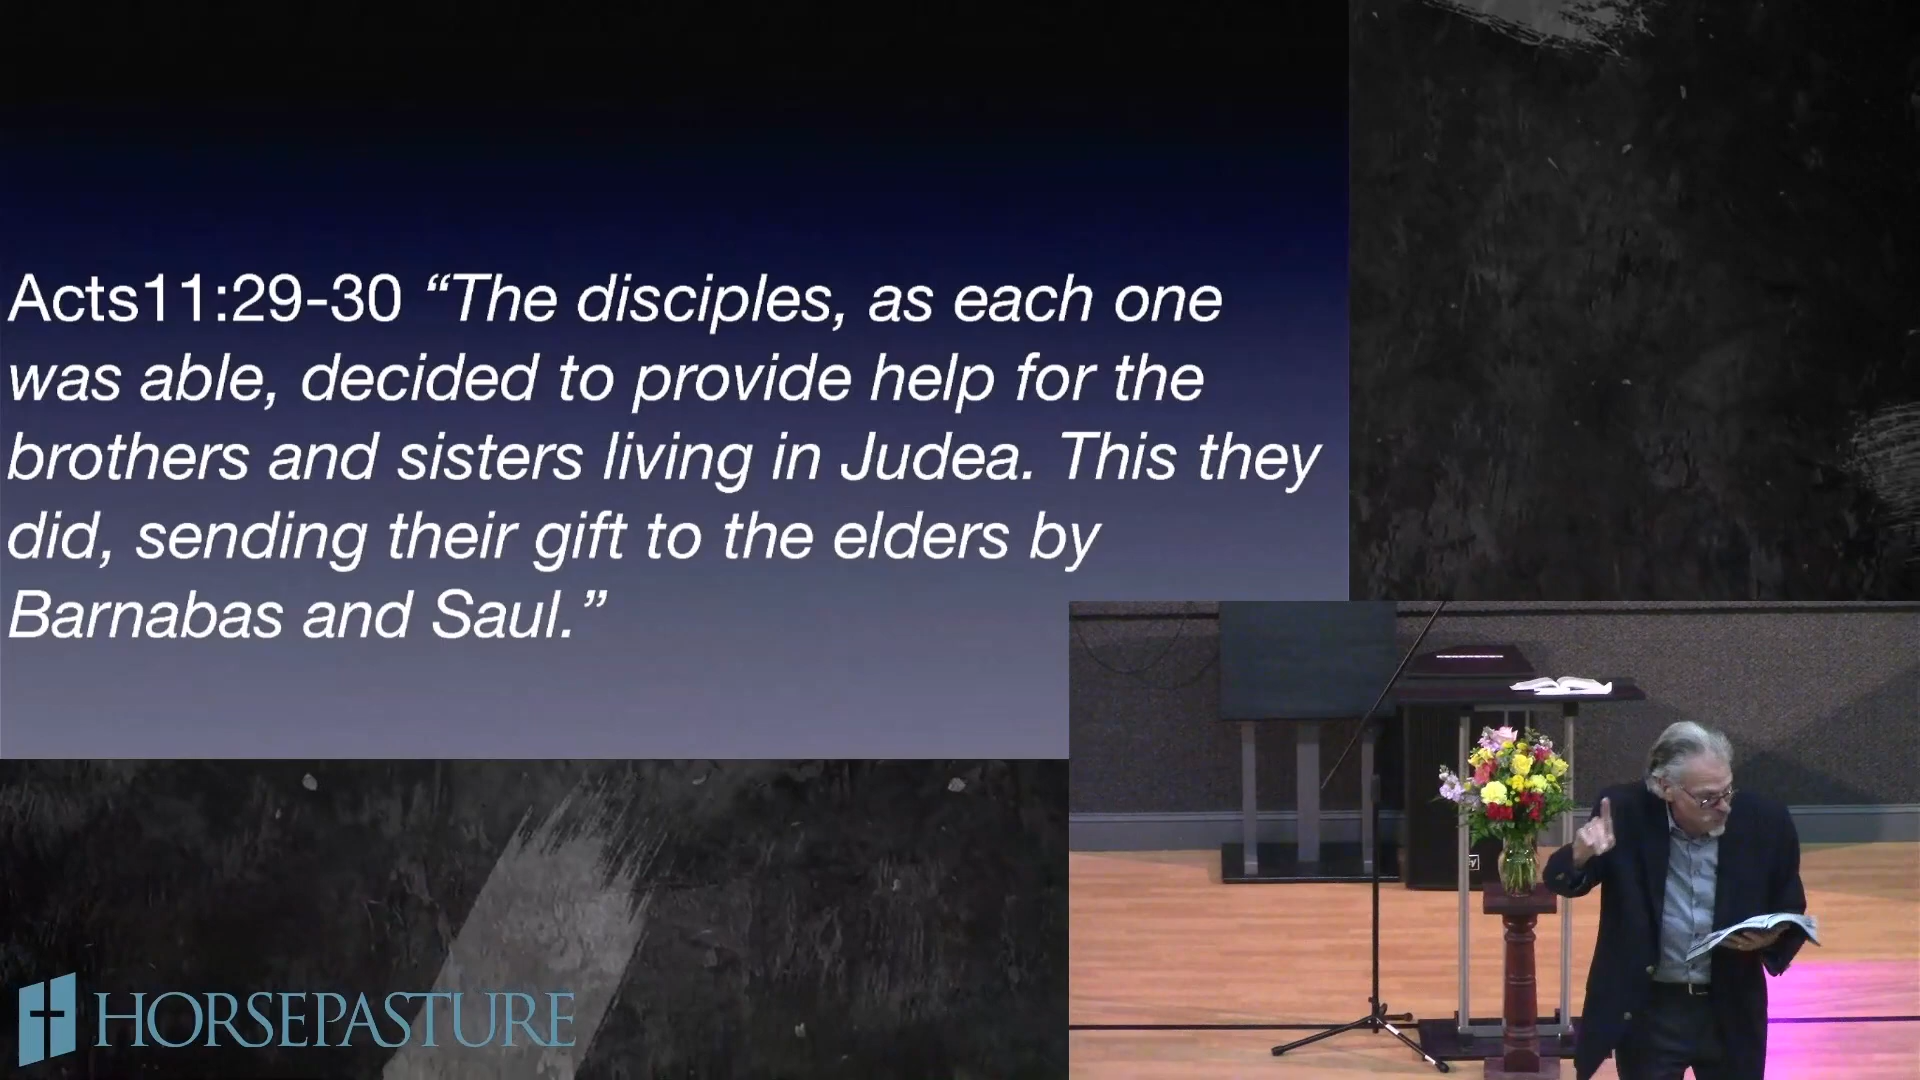 Acts11:29-30 “The disciples, as each one
was able, decided to provide help for the
brothers and sisters living in Judea. This they
did, sending their gift to the elders by
Barnabas and Saul.”
HORSEPASTURE